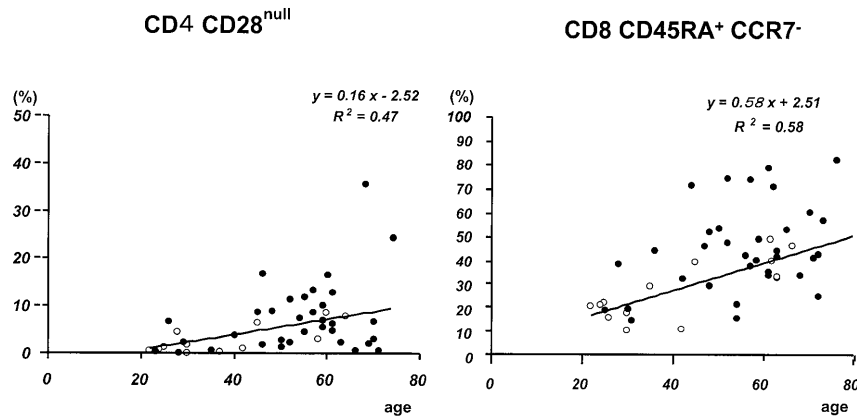 CD4 CD28null
(%)
y = 0.16 x - 2.52
R2 = 0.47
50
40
30
20
10
0
0 20 40 60 80
age
CD8 CD45RA+ CCR7-
(%)
y = 0.58 x + 2.51
R 2 = 0.58
100
90
80
70
60
50
40
30
20
10
0
0 20 40 60 80
age